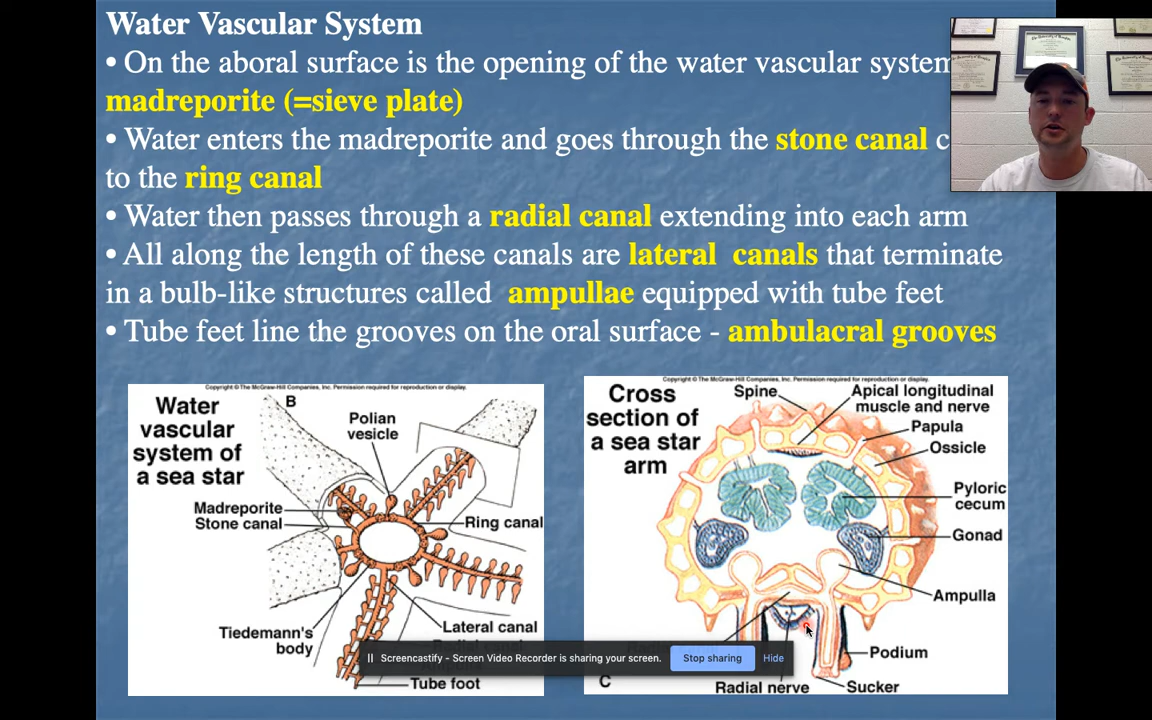 Water Vascular System
• On the aboral surface is the opening of the water vascular system
madreporite (=sieve plate)
• Water enters the madreporite and goes through the stone canal
to the ring canal
• Water then passes through a radial canal extending into each arm
• All along the length of these canals are lateral canals that terminate
in a bulb-like structures called ampullae equipped with tube feet
• Tube feet line the grooves on the oral surface - ambulacral grooves
Copyright © The McGraw-Hill Companies, Inc. Permission required for reproduction or display.
Water
vascular
system of
a sea star
B
Polian
vesicle
Madreporite
Stone canal
Ring canal
Tiedemann's
body
Lateral canal
Radial canal
Tube foot
Copyright © The McGraw-Hill Companies, Inc. Permission required for reproduction or display.
Cross
section of
a sea star
arm
Spine
Apical longitudinal
muscle and nerve
Papula
Ossicle
Pyloric
cecum
Gonad
Ampulla
Podium
Sucker
Radial nerve
C
Screencastify - Screen Video Recorder is sharing your screen.
Stop sharing
Hide